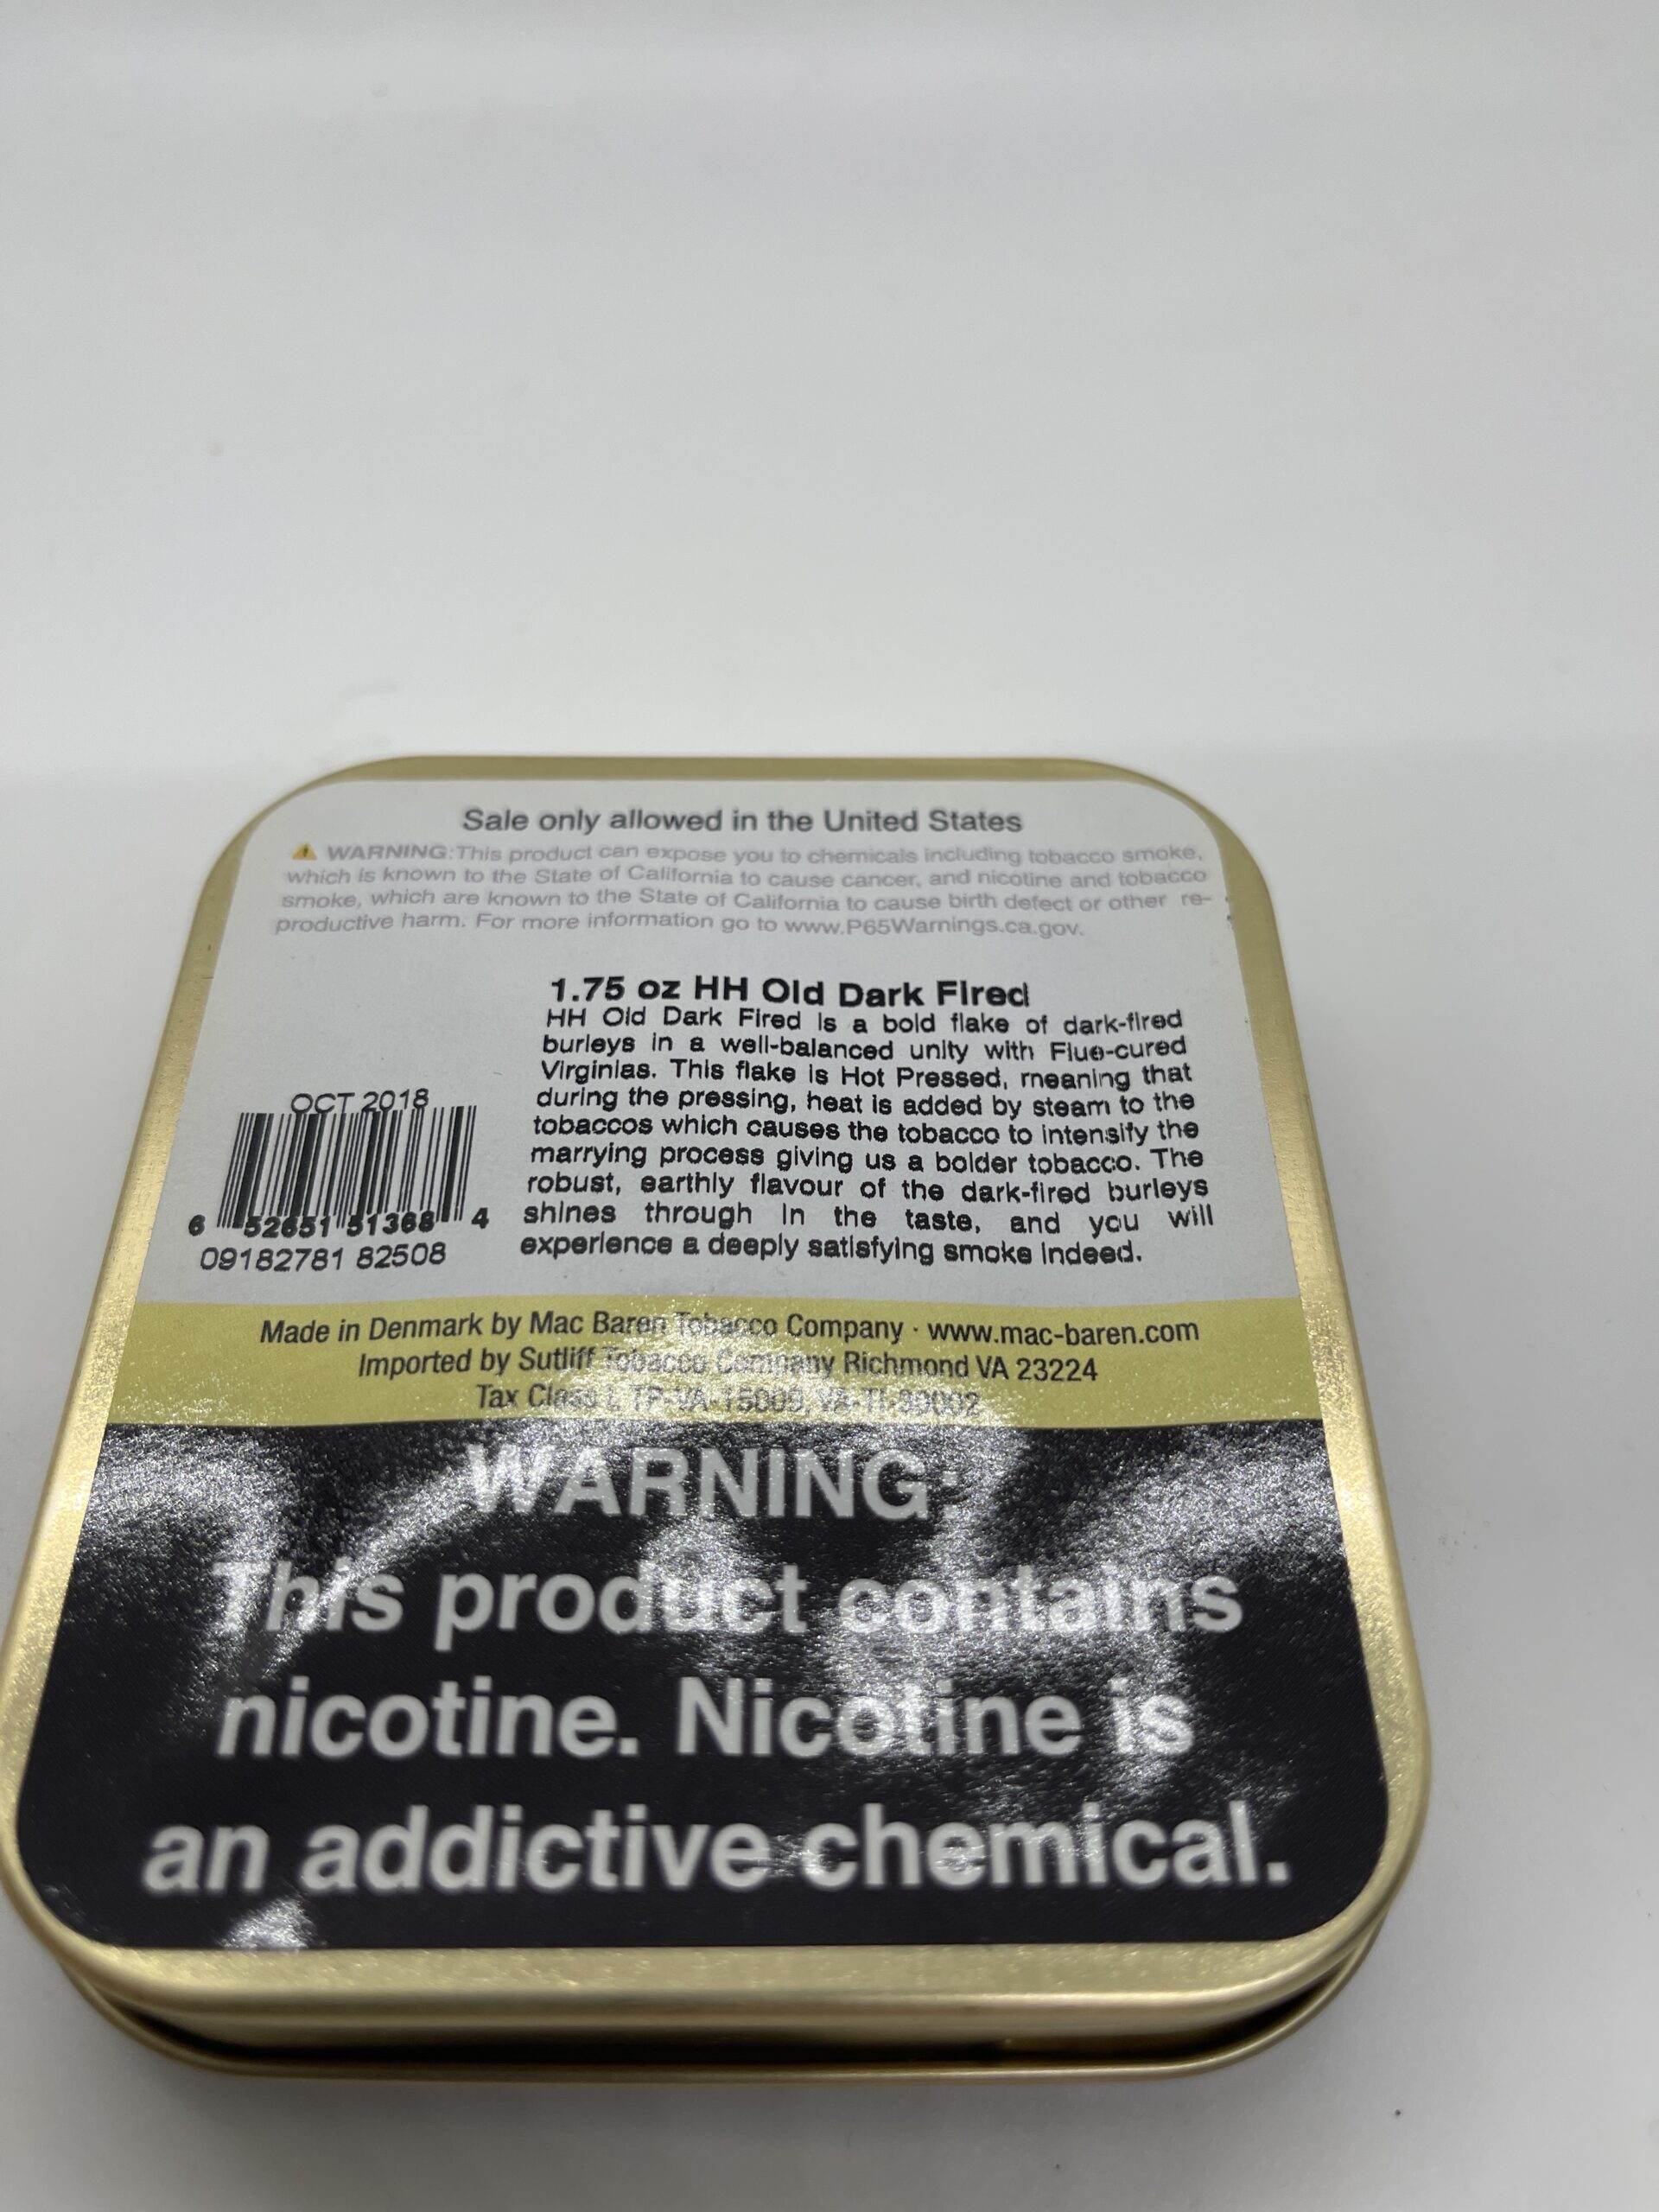 Sale only allowed in the United States
⚠ WARNING:This product can expose you to chemicals including tobacco smoke,
which is known to the State of California to cause cancer, and nicotine and tobacco
smoke, which are known to the State of California to cause birth defect or other re-
productive harm. For more information go to www.P65Warnings.ca.gov.
1.75 oz HH Old Dark Fired
HH Old Dark Fired is a bold flake of dark-fired
burleys in a well-balanced unity with Flue-cured
Virginias. This flake is Hot Pressed, meaning that
during the pressing, heat is added by steam to the
tobaccos which causes the tobacco to intensify the
marrying process giving us a bolder tobacco. The
robust, earthly flavour of the dark-fired burleys
shines through in the taste, and you will
experience a deeply satisfying smoke indeed.
OCT 2018
6 52651 51368 4
09182781 82508
Made in Denmark by Mac Baren Tobacco Company · www.mac-baren.com
Imported by Sutliff Tobacco Company Richmond VA 23224
Tax Class L TP-VA-15009,
WARNING:
This product contains
nicotine. Nicotine is
an addictive chemical.